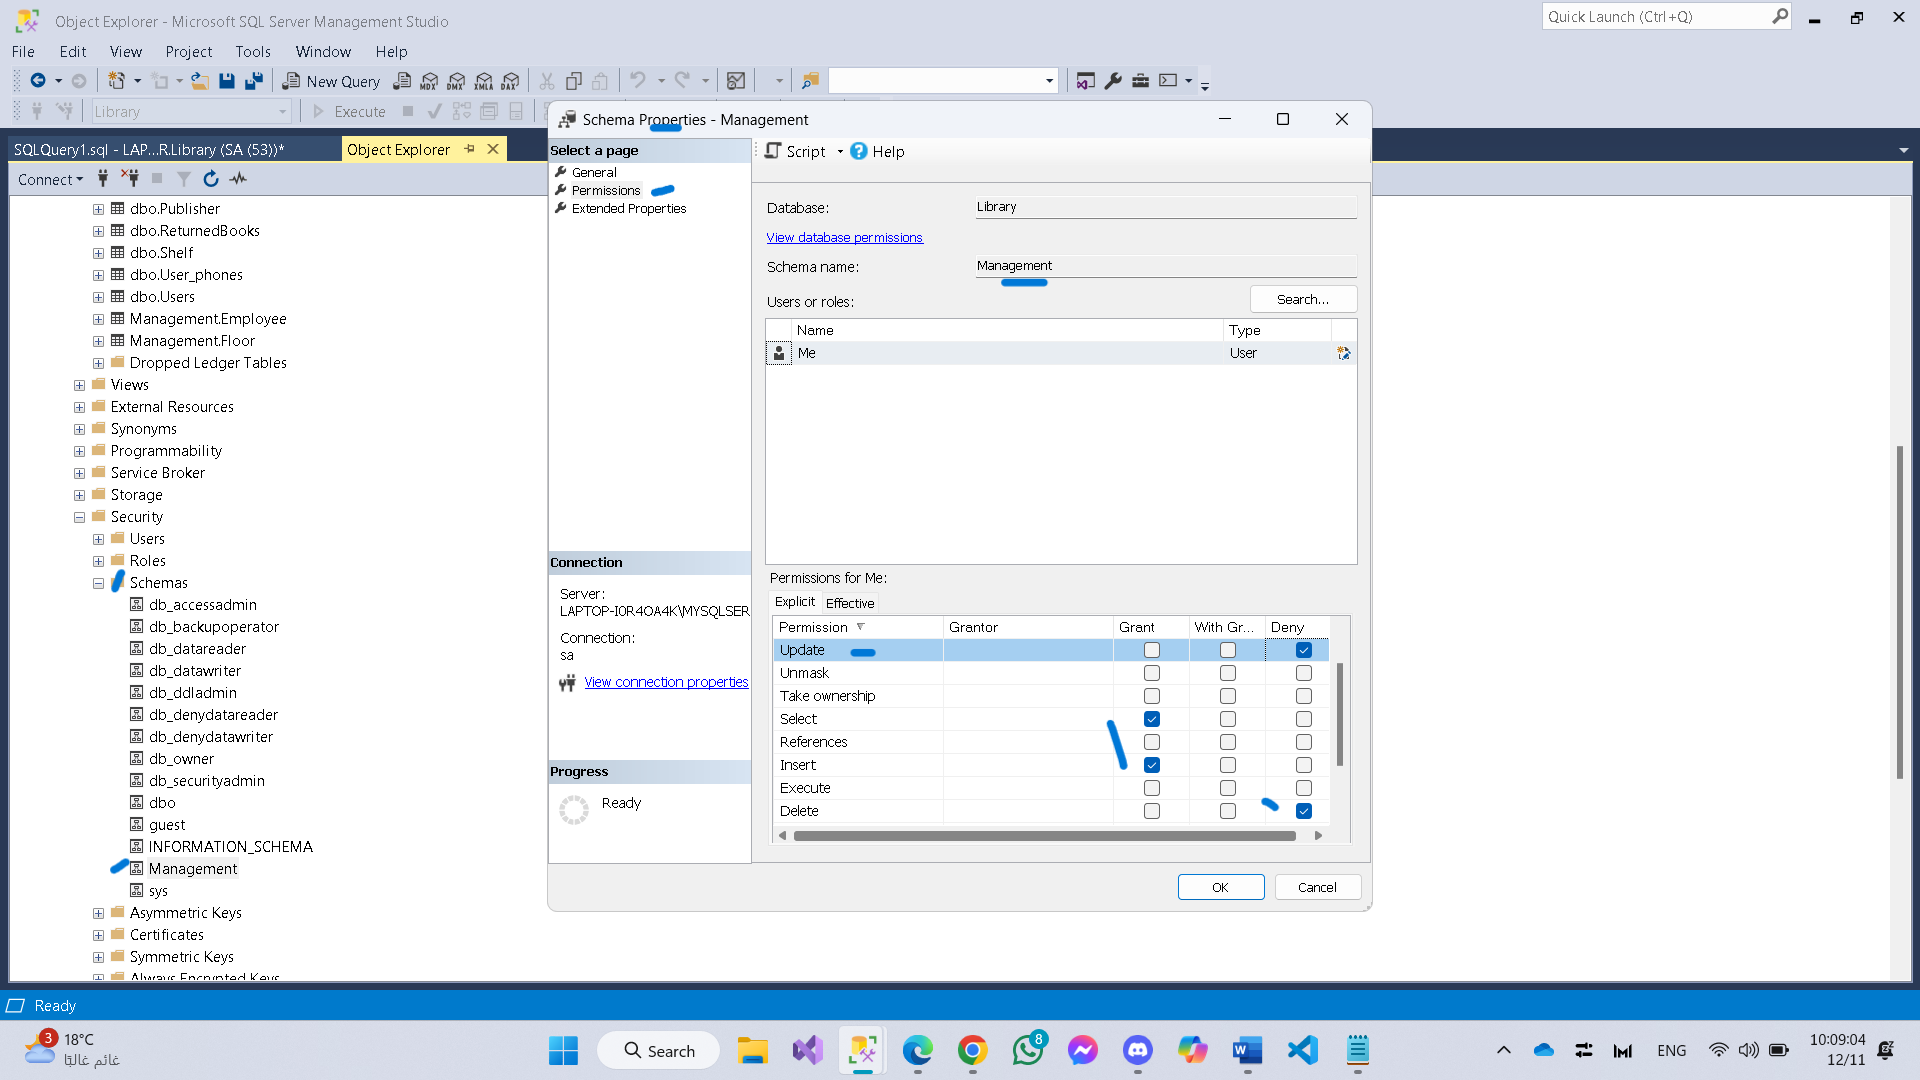 Object Explorer - Microsoft SQL Server Management Studio
Quick Launch (Ctrl+Q)
File Edit View Project Tools Window Help
New Query MDX DMX XMLA DAX
Library Execute
SQLQuery1.sql - LAP...R.Library (SA (53))* Object Explorer
Connect
dbo.Publisher
dbo.ReturnedBooks
dbo.Shelf
dbo.User_phones
dbo.Users
Management.Employee
Management.Floor
Dropped Ledger Tables
Views
External Resources
Synonyms
Programmability
Service Broker
Storage
Security
Users
Roles
Schemas
db_accessadmin
db_backupoperator
db_datareader
db_datawriter
db_ddladmin
db_denydatareader
db_denydatawriter
db_owner
db_securityadmin
dbo
guest
INFORMATION_SCHEMA
Management
sys
Asymmetric Keys
Certificates
Symmetric Keys
Always Encrypted Keys
Schema Properties - Management
Select a page
General
Permissions
Extended Properties
Connection
Server:
LAPTOP-I0R4OA4K\MYSQLSER
Connection:
sa
View connection properties
Progress
Ready
Script Help
Database: Library
View database permissions
Schema name: Management
Users or roles: Search...
Name Type
Me User
Permissions for Me:
Explicit Effective
Permission Grantor Grant With Gr... Deny
Update
Unmask
Take ownership
Select
References
Insert
Execute
Delete
OK Cancel
Ready
3 18°C
غائم غالبًا
Search
8
ENG
10:09:04
12/11